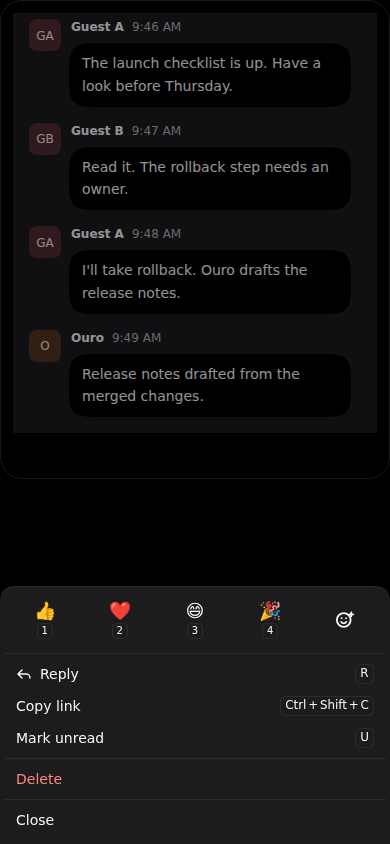 GA
Guest A 9:46 AM
The launch checklist is up. Have a
look before Thursday.
GB
Guest B 9:47 AM
Read it. The rollback step needs an
owner.
GA
Guest A 9:48 AM
I'll take rollback. Ouro drafts the
release notes.
O
Ouro 9:49 AM
Release notes drafted from the
merged changes.
1 2 3 4
Reply R
Copy link Ctrl+Shift+C
Mark unread U
Delete
Close